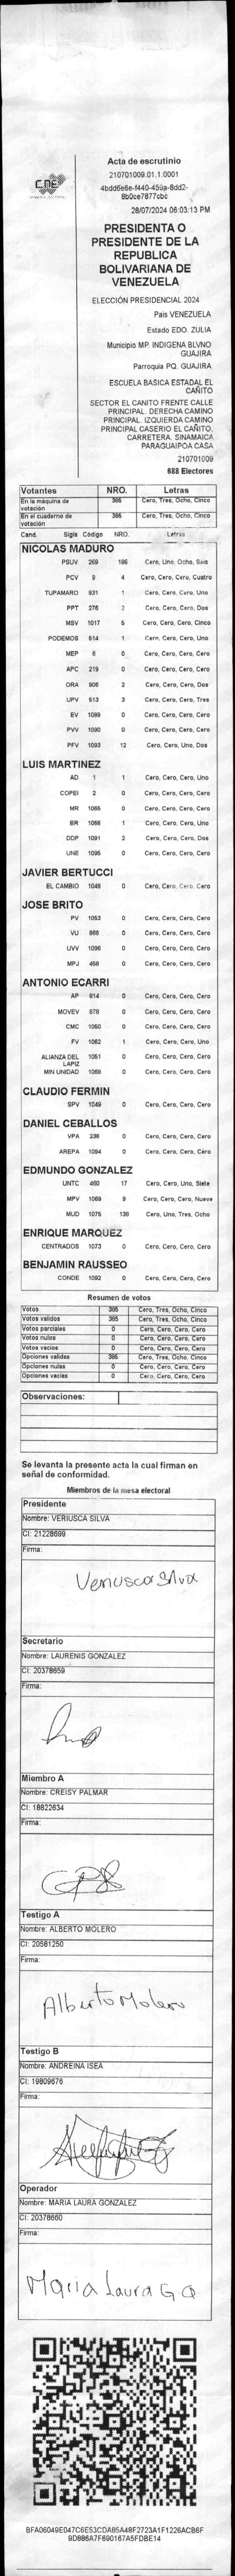 CNE
Acta de escrutinio
210701009.01.1.0001
28/07/2024 06:03:13 PM
PRESIDENTA O
PRESIDENTE DE LA
REPUBLICA
BOLIVARIANA DE
VENEZUELA
ELECCIÓN PRESIDENCIAL 2024
Pais VENEZUELA
Estado EDO. ZULIA
Municipio MP. INDIGENA BLVNO
GUAJIRA
Parroquia PQ. GUAJIRA
ESCUELA BASICA ESTADAL EL
CAÑITO
SECTOR EL CANITO FRENTE CALLE
PRINCIPAL. DERECHA CAMINO
PRINCIPAL. IZQUIERDA CAMINO
PRINCIPAL CASERIO EL CAÑITO.
CARRETERA. SINAMAICA
PARAGUAIPOA CASA
210701009
688 Electores
Votantes NRO. Letras
En la máquina de votación 385 Cero, Tres, Ocho, Cinco
En el cuaderno de votación 385 Cero, Tres, Ocho, Cinco
Cand. Sigla Código NRO. Letras
NICOLAS MADURO
PSUV 269 186 Cero, Uno, Ocho, Seis
PCV 9 4 Cero, Cero, Cero, Cuatro
TUPAMARO 931 1 Cero, Cero, Cero, Uno
PPT 276 2 Cero, Cero, Cero, Dos
MSV 1017 5 Cero, Cero, Cero, Cinco
PODEMOS 514 1 Cero, Cero, Cero, Uno
MEP 6 0 Cero, Cero, Cero, Cero
APC 219 0 Cero, Cero, Cero, Cero
ORA 906 2 Cero, Cero, Cero, Dos
UPV 613 3 Cero, Cero, Cero, Tres
EV 1089 0 Cero, Cero, Cero, Cero
PVV 1090 0 Cero, Cero, Cero, Cero
PFV 1093 12 Cero, Cero, Uno, Dos
LUIS MARTINEZ
AD 1 1 Cero, Cero, Cero, Uno
COPEI 2 0 Cero, Cero, Cero, Cero
MR 1065 0 Cero, Cero, Cero, Cero
BR 1066 1 Cero, Cero, Cero, Uno
DDP 1091 2 Cero, Cero, Cero, Dos
UNE 1095 0 Cero, Cero, Cero, Cero
JAVIER BERTUCCI
EL CAMBIO 1048 0 Cero, Cero, Cero, Cero
JOSE BRITO
PV 1053 0 Cero, Cero, Cero, Cero
VU 868 0 Cero, Cero, Cero, Cero
UVV 1096 0 Cero, Cero, Cero, Cero
MPJ 458 0 Cero, Cero, Cero, Cero
ANTONIO ECARRI
AP 814 0 Cero, Cero, Cero, Cero
MOVEV 878 0 Cero, Cero, Cero, Cero
CMC 1050 0 Cero, Cero, Cero, Cero
FV 1062 1 Cero, Cero, Cero, Uno
ALIANZA DEL LAPIZ 1051 0 Cero, Cero, Cero, Cero
MIN UNIDAD 1068 0 Cero, Cero, Cero, Cero
CLAUDIO FERMIN
SPV 1049 0 Cero, Cero, Cero, Cero
DANIEL CEBALLOS
VPA 236 0 Cero, Cero, Cero, Cero
AREPA 1094 0 Cero, Cero, Cero, Cero
EDMUNDO GONZALEZ
UNTC 460 17 Cero, Cero, Uno, Siete
MPV 1069 9 Cero, Cero, Cero, Nueve
MUD 1075 138 Cero, Uno, Tres, Ocho
ENRIQUE MARQUEZ
CENTRADOS 1073 0 Cero, Cero, Cero, Cero
BENJAMIN RAUSSEO
CONDE 1092 0 Cero, Cero, Cero, Cero
Resumen de votos
Votos 385 Cero, Tres, Ocho, Cinco
Votos validos 385 Cero, Tres, Ocho, Cinco
Votos parciales 0 Cero, Cero, Cero, Cero
Votos nulos 0 Cero, Cero, Cero, Cero
Votos vacios 0 Cero, Cero, Cero, Cero
Opciones validas 385 Cero, Tres, Ocho, Cinco
Opciones nulas 0 Cero, Cero, Cero, Cero
Opciones vacias 0 Cero, Cero, Cero, Cero
Observaciones:
Se levanta la presente acta la cual firman en
señal de conformidad.
Miembros de la mesa electoral
Presidente
Nombre: VERIUSCA SILVA
CI: 21228699
Firma:
Veriusca Silva
Secretario
Nombre: LAURENIS GONZALEZ
CI: 20378659
Firma:
Miembro A
Nombre: CREISY PALMAR
CI: 18822634
Firma:
Testigo A
Nombre: ALBERTO MOLERO
CI: 20581250
Firma:
Alberto Molero
Testigo B
Nombre: ANDREINA ISEA
CI: 19809676
Firma:
Operador
Nombre: MARIA LAURA GONZALEZ
CI: 20378660
Firma:
Maria Laura G Q
BFA06049E047C6E53CDA85A48F2723A1F1226ACB6F
9D886A7F690167A5FDBE14